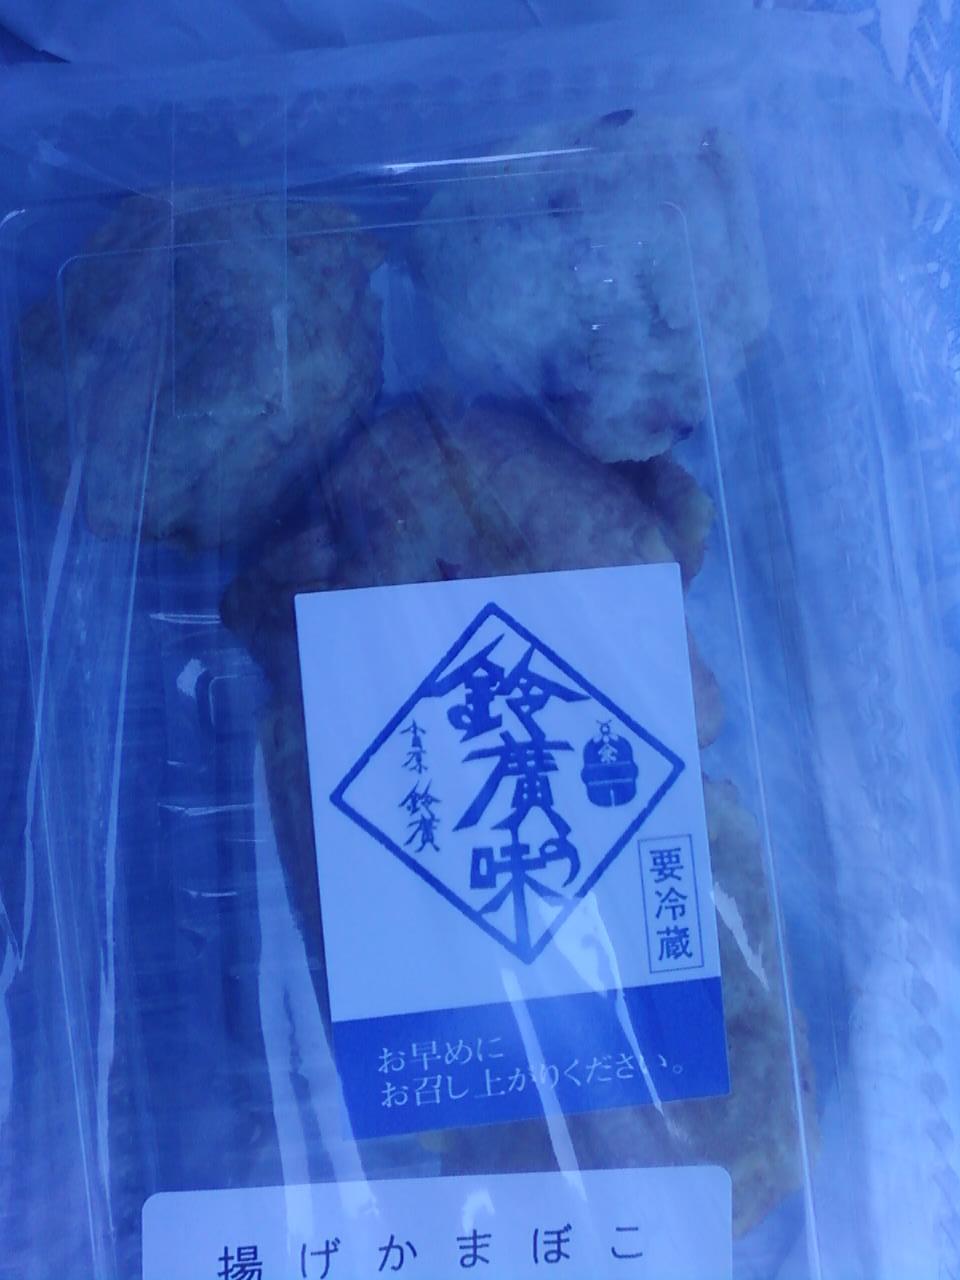 鈴廣
の味
小田原 鈴廣
要冷蔵
お早めに
お召し上がりください。
揚げかまぼこ